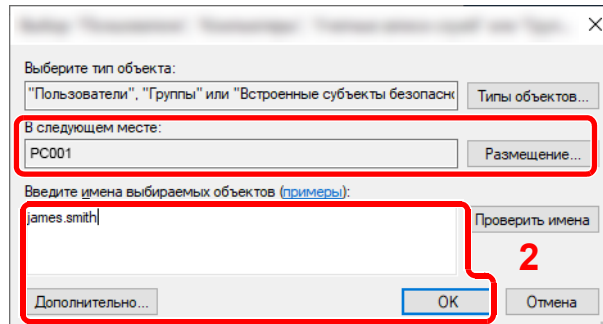 Выберите тип объекта:
"Пользователи", "Группы" или "Встроенные субъекты безопасно
Типы объектов...
В следующем месте:
PC001
Размещение...
Введите имена выбираемых объектов (примеры):
james.smith
Проверить имена
2
Дополнительно...
OK
Отмена